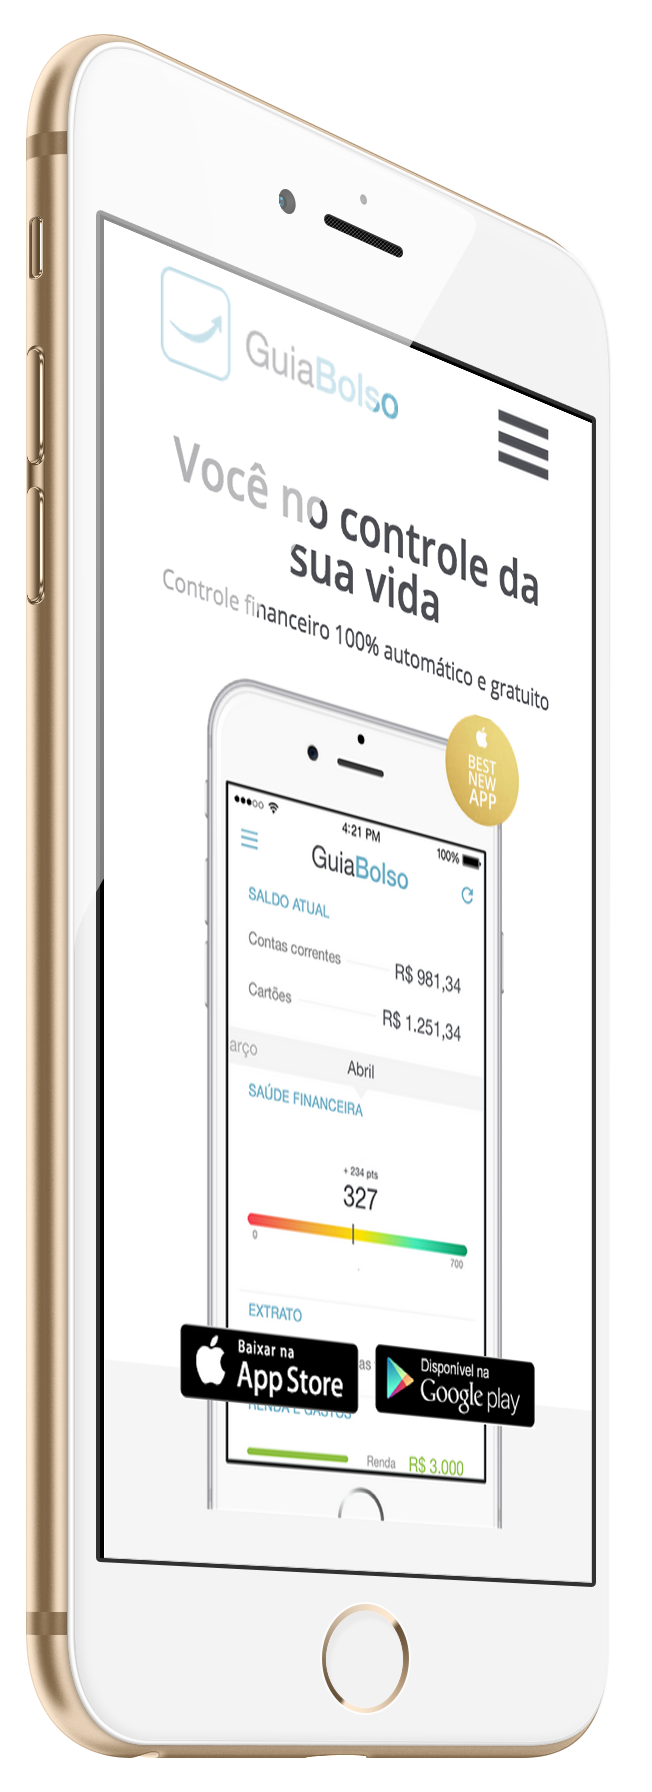 GuiaBolso
Você no controle da
sua vida
Controle financeiro 100% automático e gratuito
BEST
NEW
APP
4:21 PM
100%
GuiaBolso
SALDO ATUAL
Contas correntes R$ 981,34
Cartões R$ 1.251,34
arço Abril
SAÚDE FINANCEIRA
+ 234 pts
327
0 700
EXTRATO
as
Baixar na
App Store
Disponível na
Google play
RENDA E GASTOS
Renda R$ 3.000